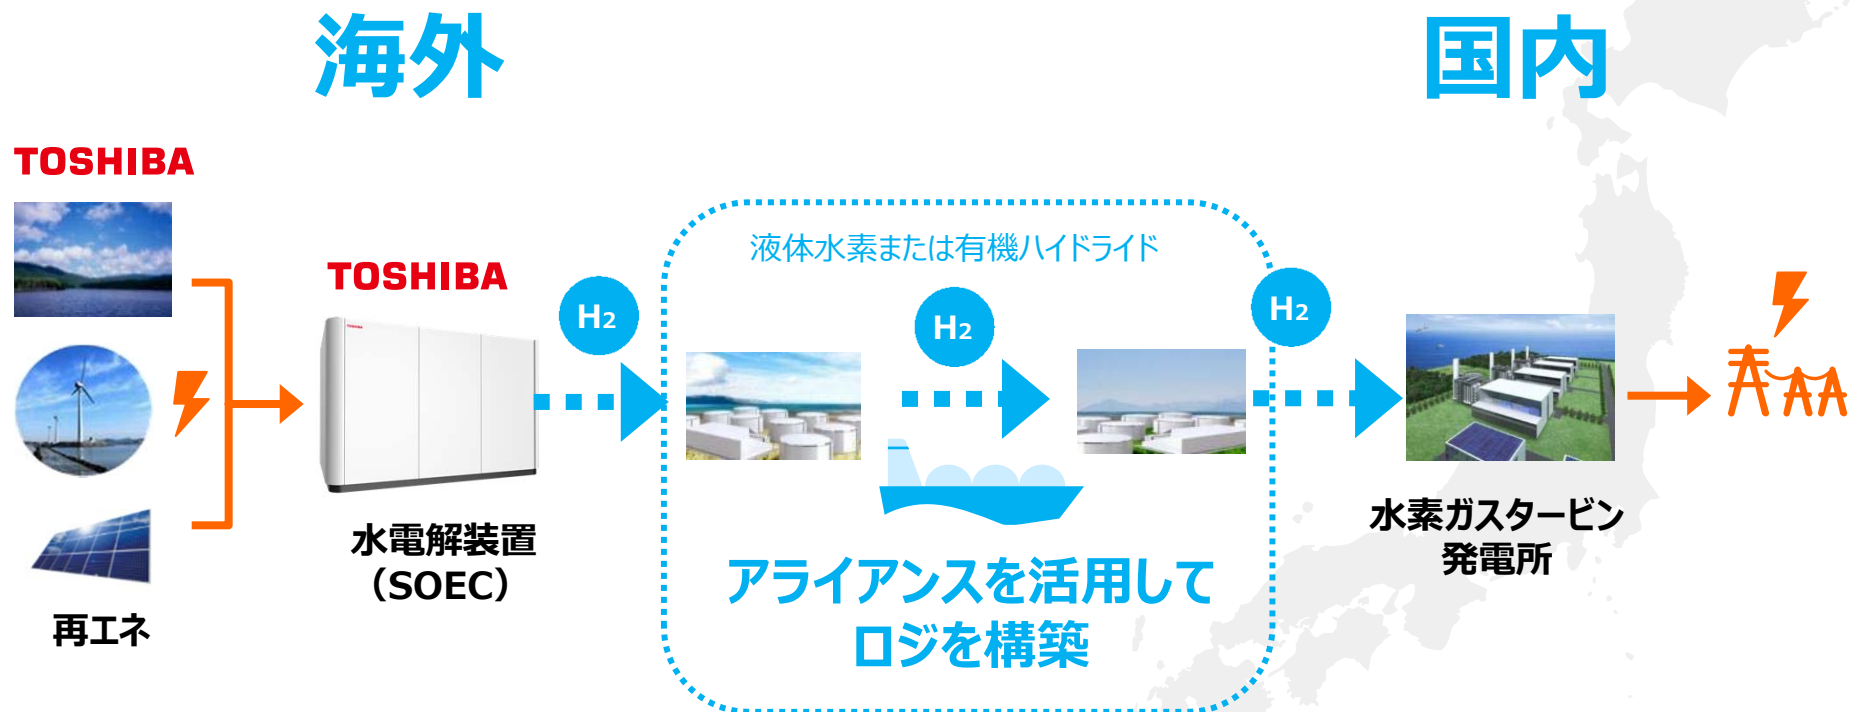 海外
国内
TOSHIBA
TOSHIBA
再エネ
水電解装置
（SOEC）
H2
液体水素または有機ハイドライド
H2
アライアンスを活用して
ロジを構築
H2
水素ガスタービン
発電所